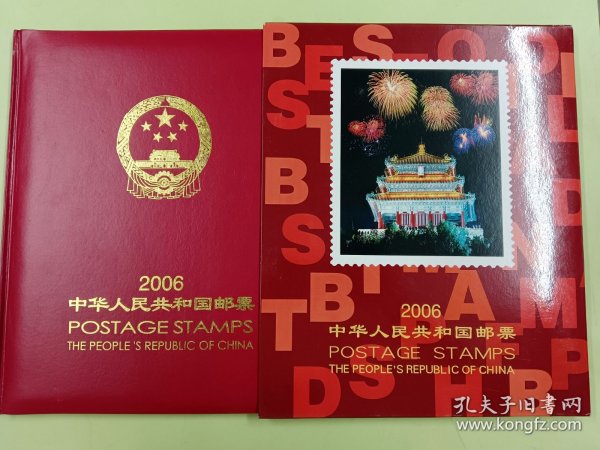 2006
中华人民共和国邮票
POSTAGE STAMPS
THE PEOPLE'S REPUBLIC OF CHINA
2006
中华人民共和国邮票
POSTAGE STAMPS
THE PEOPLE'S REPUBLIC OF CHINA
孔夫子旧书网
www.kongfz.com